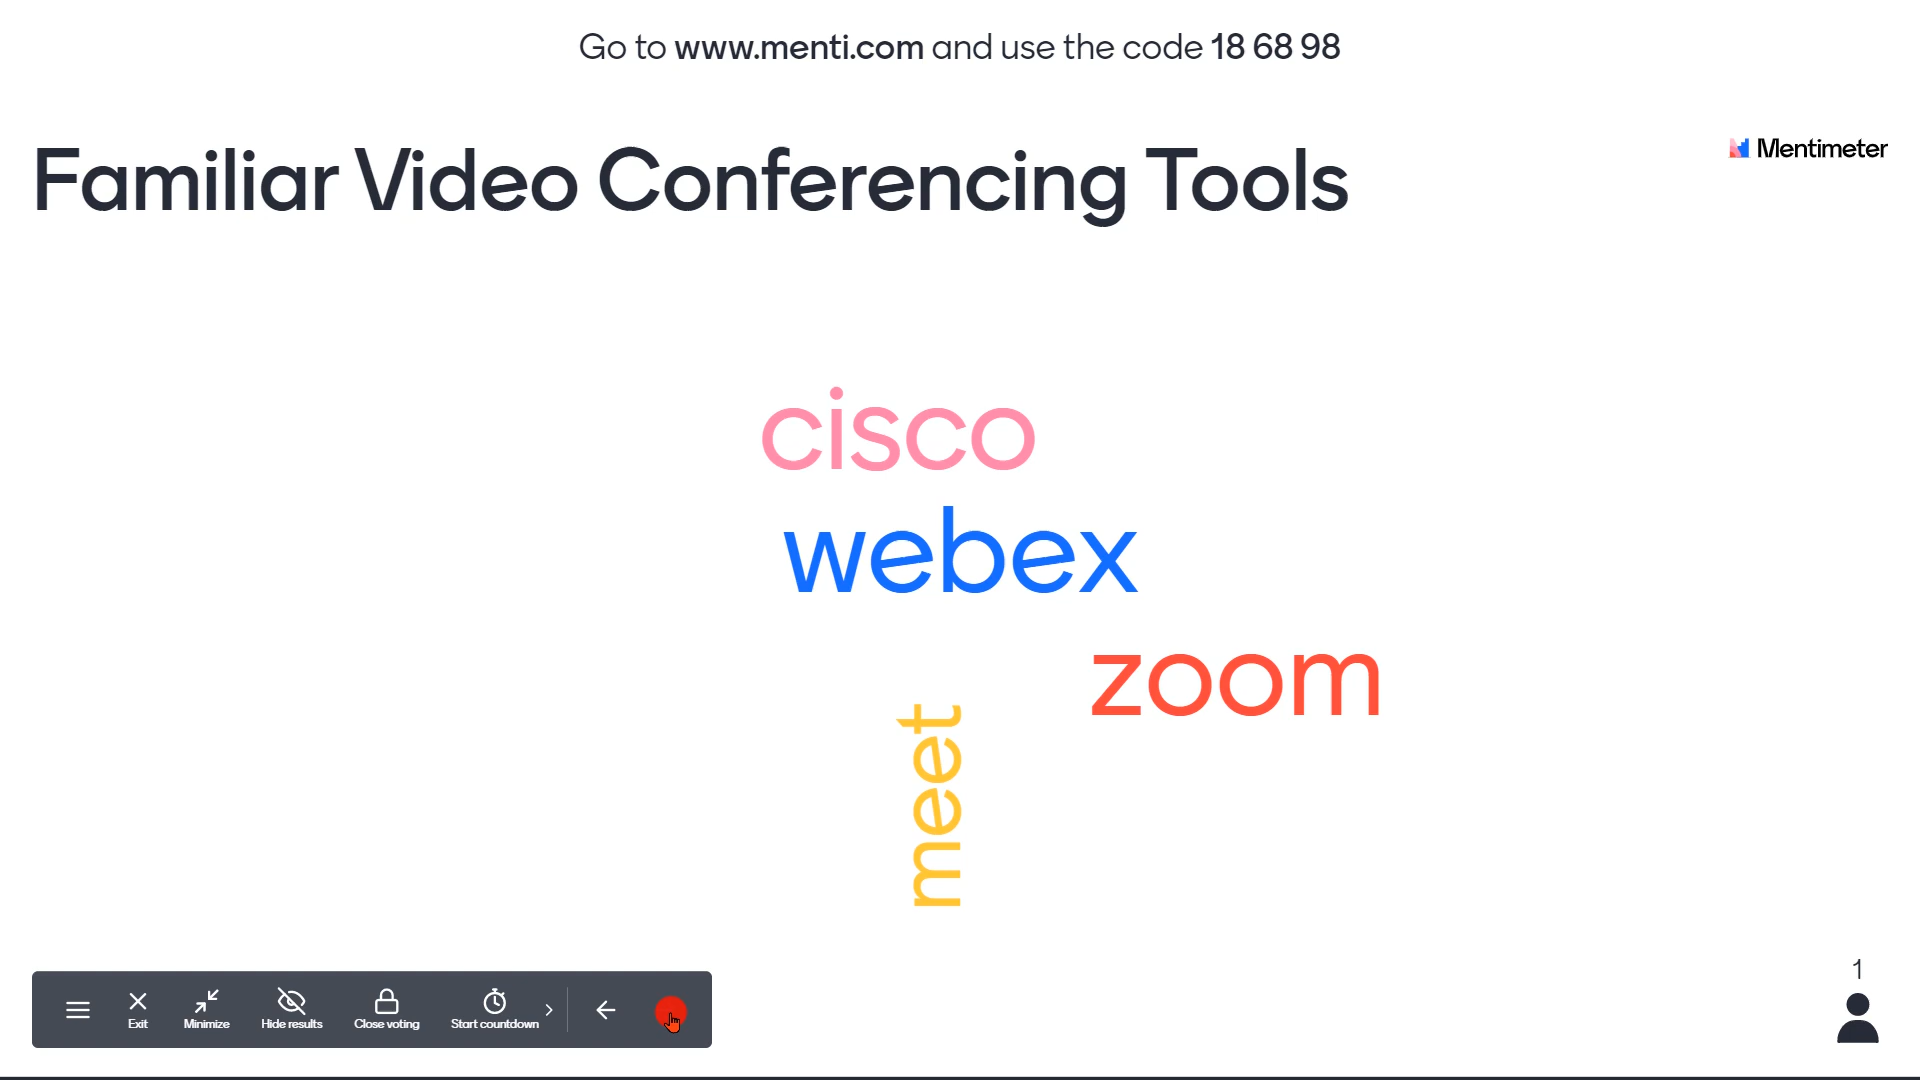 Go to www.menti.com and use the code 18 68 98
Familiar Video Conferencing Tools
Mentimeter
cisco
webex
zoom
meet
1
Exit
Minimize
Hide results
Close voting
Start countdown